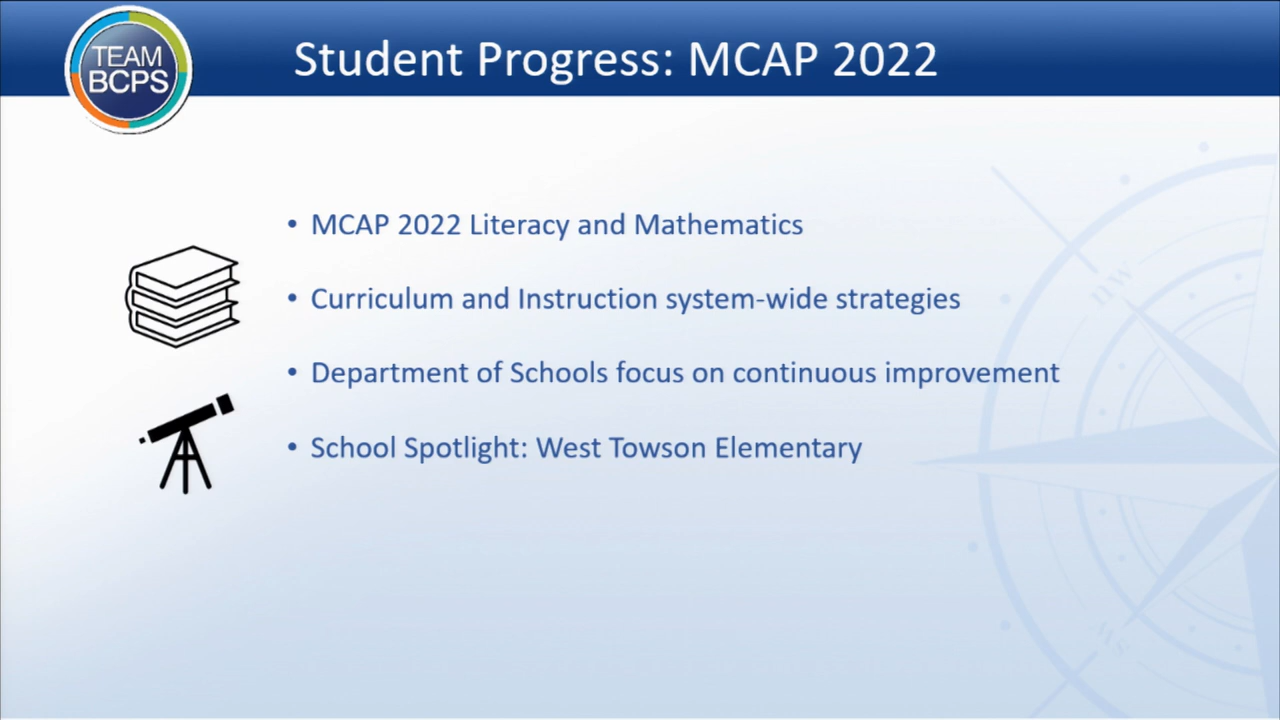 TEAM
BCPS
Student Progress: MCAP 2022
• MCAP 2022 Literacy and Mathematics
• Curriculum and Instruction system-wide strategies
• Department of Schools focus on continuous improvement
• School Spotlight: West Towson Elementary
NW